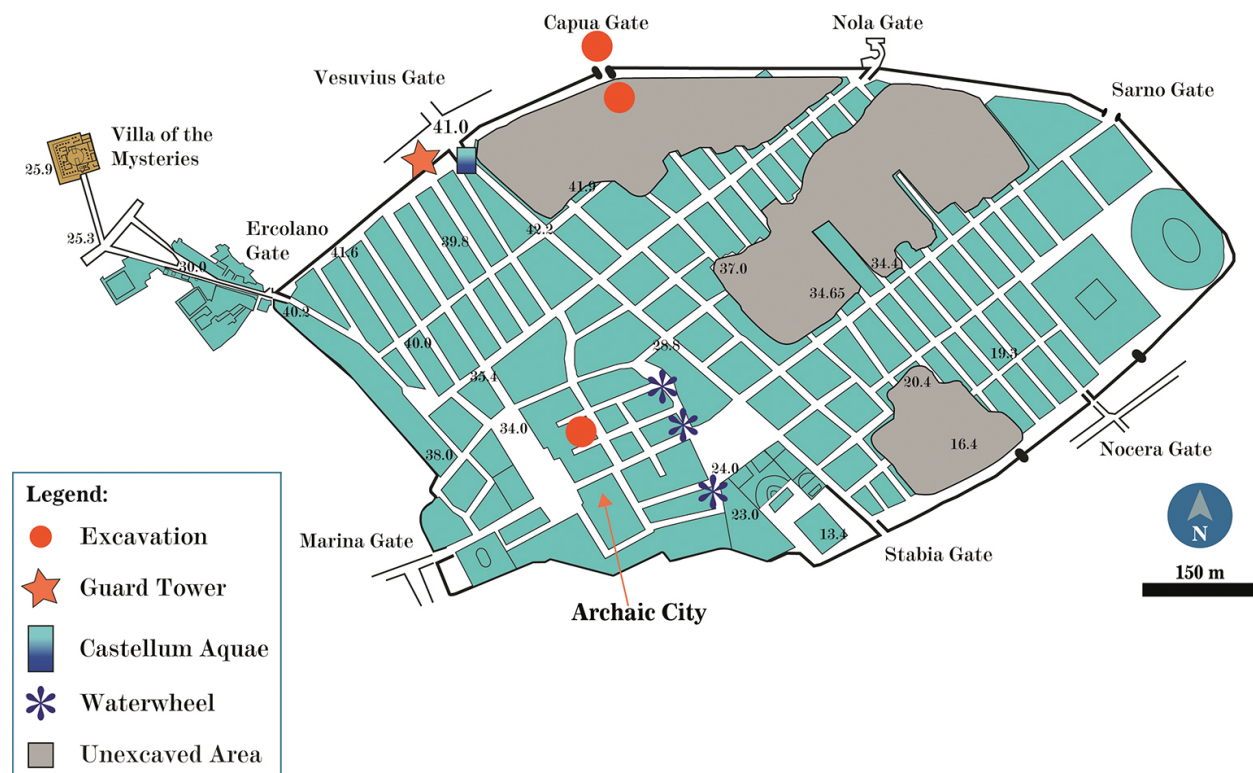 Capua Gate
Nola Gate
Vesuvius Gate
Sarno Gate
41.0
Villa of the
Mysteries
25.9
41.9
Ercolano
Gate
42.2
39.8
25.3
41.6
30.0
37.0
34.4
34.65
40.2
40.0
28.8
19.3
35.4
20.4
34.0
16.4
38.0
Nocera Gate
24.0
23.0
13.4
Marina Gate
Stabia Gate
N
150 m
Archaic City
Legend:
Excavation
Guard Tower
Castellum Aquae
Waterwheel
Unexcaved Area